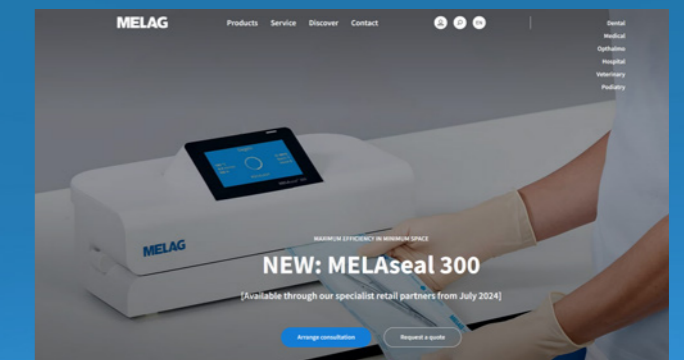 MELAG
Products Service Discover Contact
EN
Dental
Medical
Opthalmo
Hospital
Veterinary
Podiatry
MELAG
MAXIMUM EFFICIENCY IN MINIMUM SPACE
NEW: MELAseal 300
[Available through our specialist retail partners from July 2024]
Arrange consultation
Request a quote